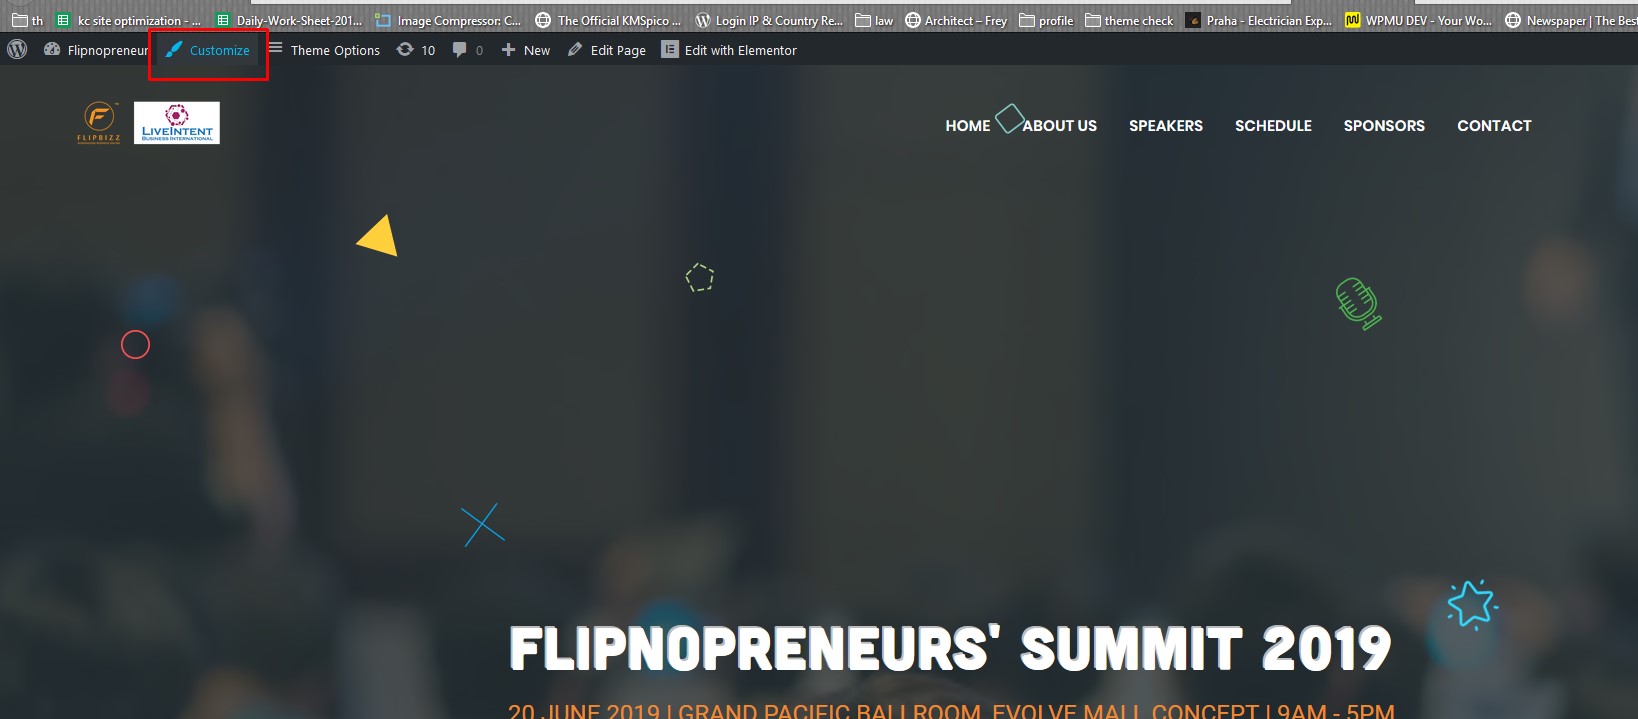 th kc site optimization - ... Daily-Work-Sheet-201... Image Compressor: C... The Official KMSpico ... Login IP & Country Re... law Architect – Frey profile theme check Praha - Electrician Exp... WPMU DEV - Your Wo... Newspaper | The Best
Flipnopreneur Customize Theme Options 10 0 New Edit Page Edit with Elementor
FLIPBIZZ LIVEINTENT
BUSINESS INTERNATIONAL
HOME ABOUT US SPEAKERS SCHEDULE SPONSORS CONTACT
FLIPNOPRENEURS' SUMMIT 2019
20 JUNE 2019 | GRAND PACIFIC BALLROOM, EVOLVE MALL, CONCEPT | 9AM - 5PM